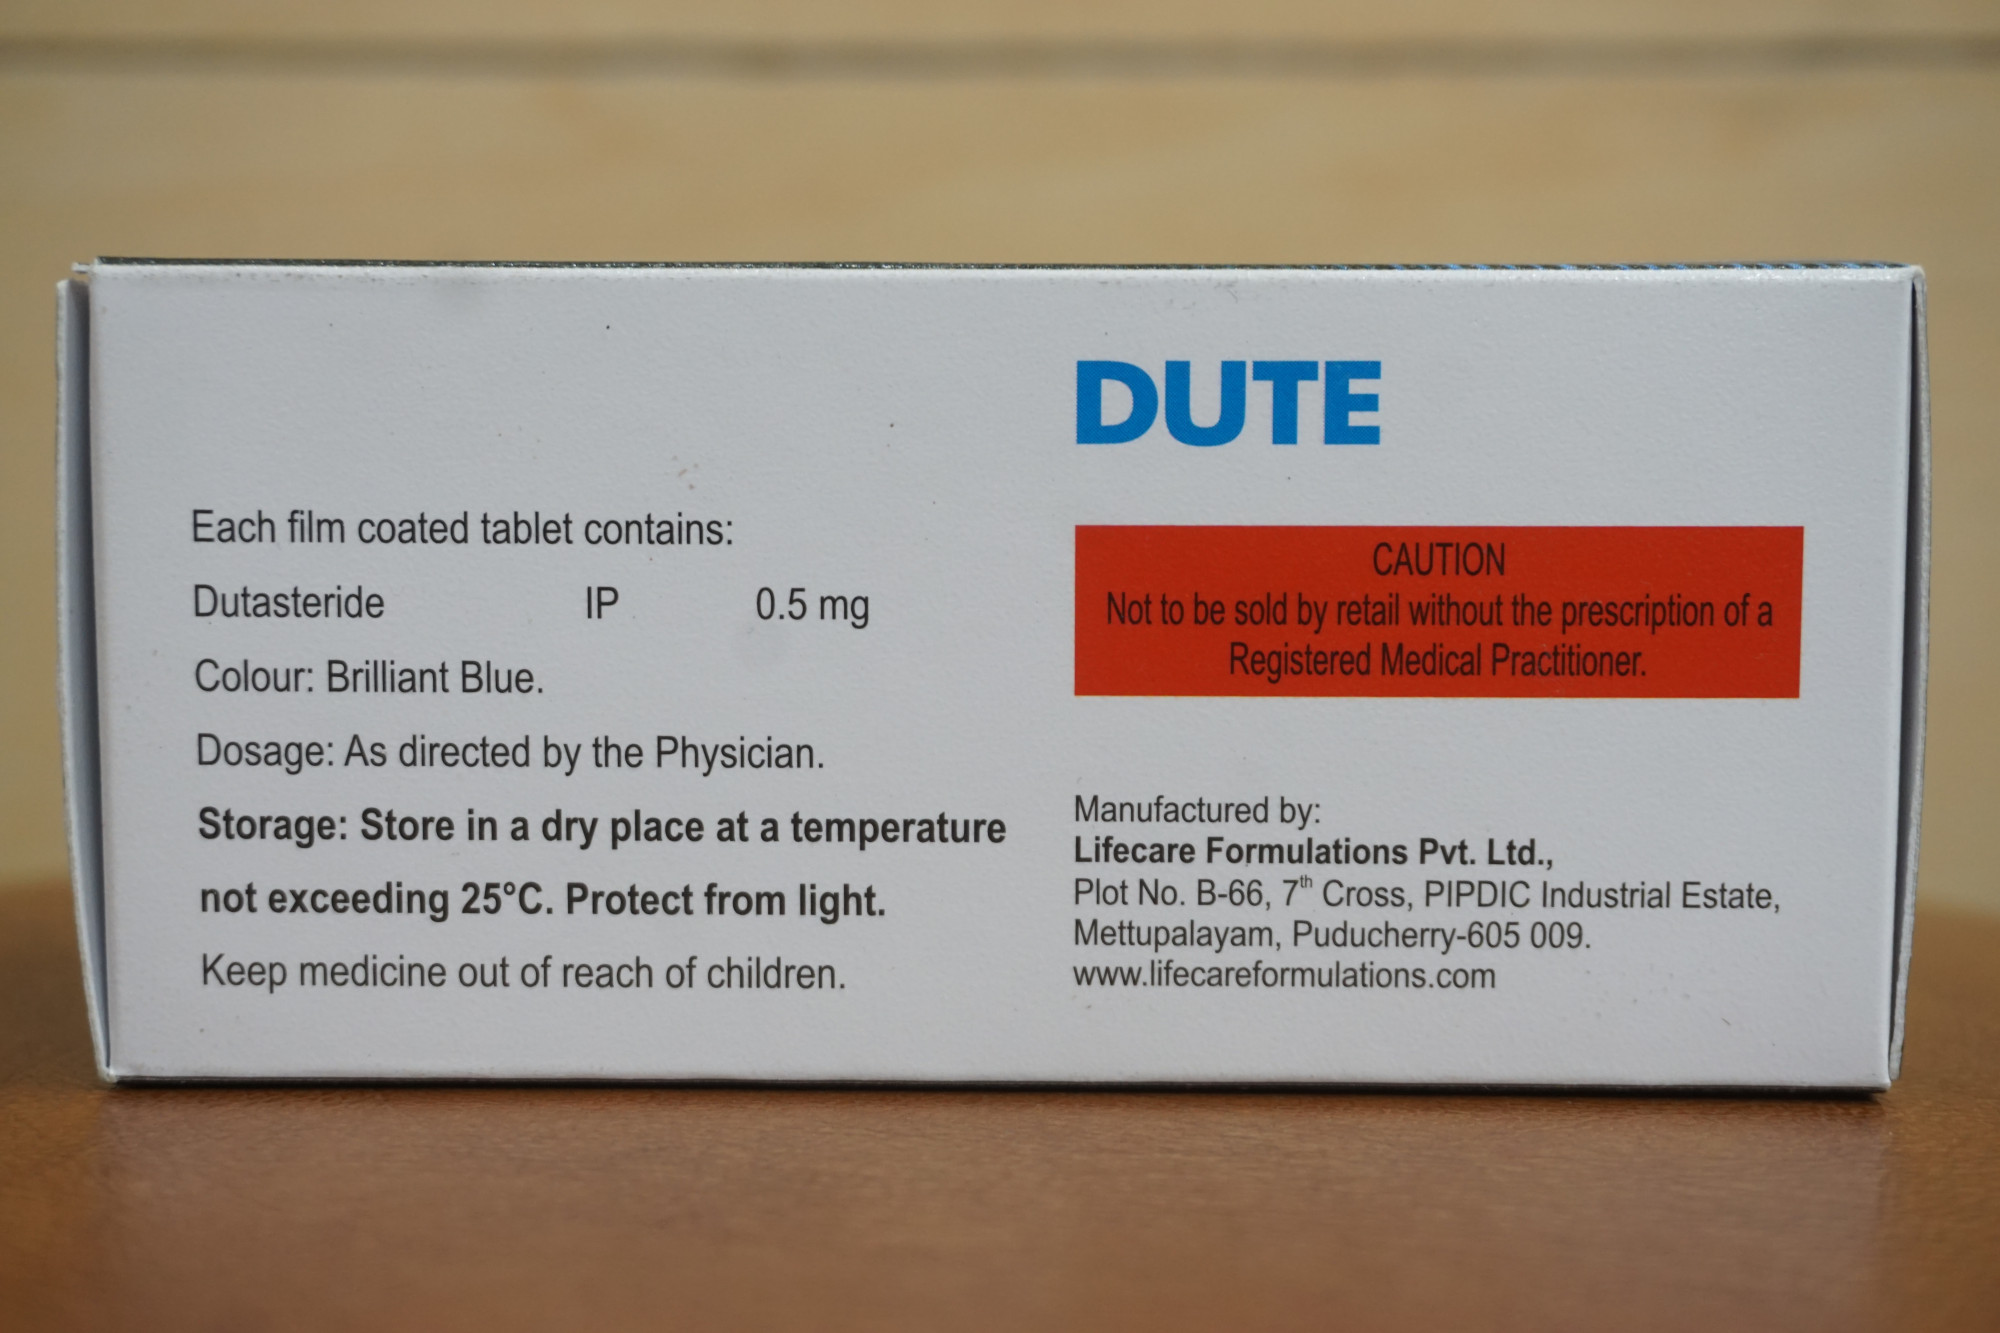 Each film coated tablet contains:
Dutasteride IP 0.5 mg
Colour: Brilliant Blue.
Dosage: As directed by the Physician.
Storage: Store in a dry place at a temperature
not exceeding 25°C. Protect from light.
Keep medicine out of reach of children.
DUTE
CAUTION
Not to be sold by retail without the prescription of a
Registered Medical Practitioner.
Manufactured by:
Lifecare Formulations Pvt. Ltd.,
Plot No. B-66, 7th Cross, PIPDIC Industrial Estate,
Mettupalayam, Puducherry-605 009.
www.lifecareformulations.com